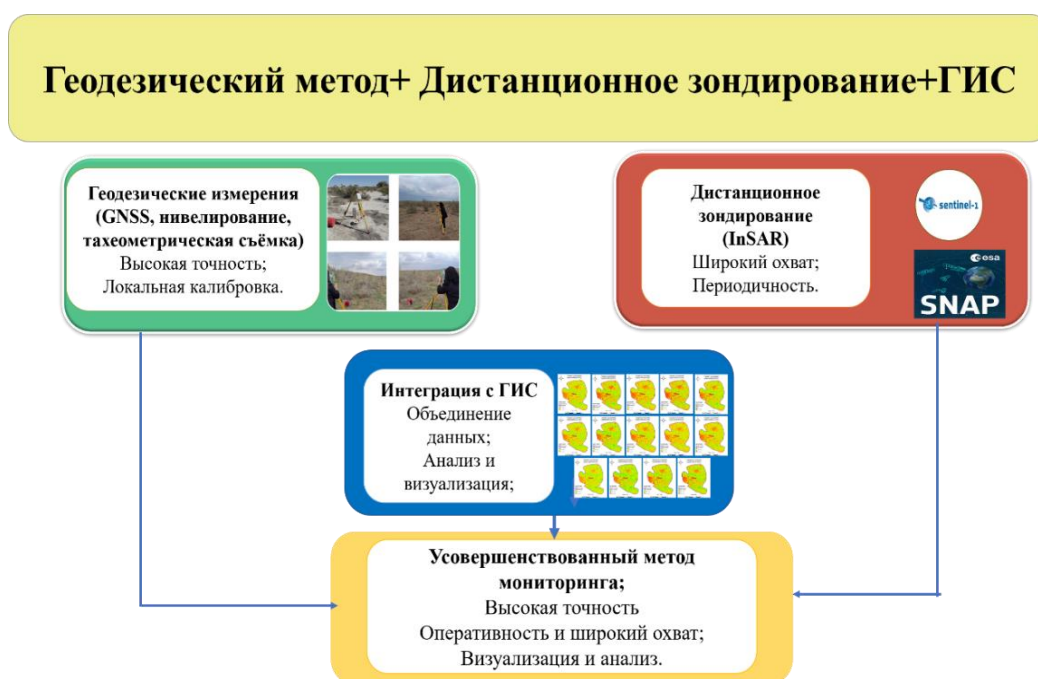 Геодезический метод+ Дистанционное зондирование+ГИС
Геодезические измерения
(GNSS, нивелирование,
тахеометрическая съёмка)
Высокая точность;
Локальная калибровка.
Дистанционное
зондирование
(InSAR)
Широкий охват;
Периодичность.
sentinel-1
esa
SNAP
Интеграция с ГИС
Объединение
данных;
Анализ и
визуализация;
Усовершенствованный метод
мониторинга;
Высокая точность
Оперативность и широкий охват;
Визуализация и анализ.